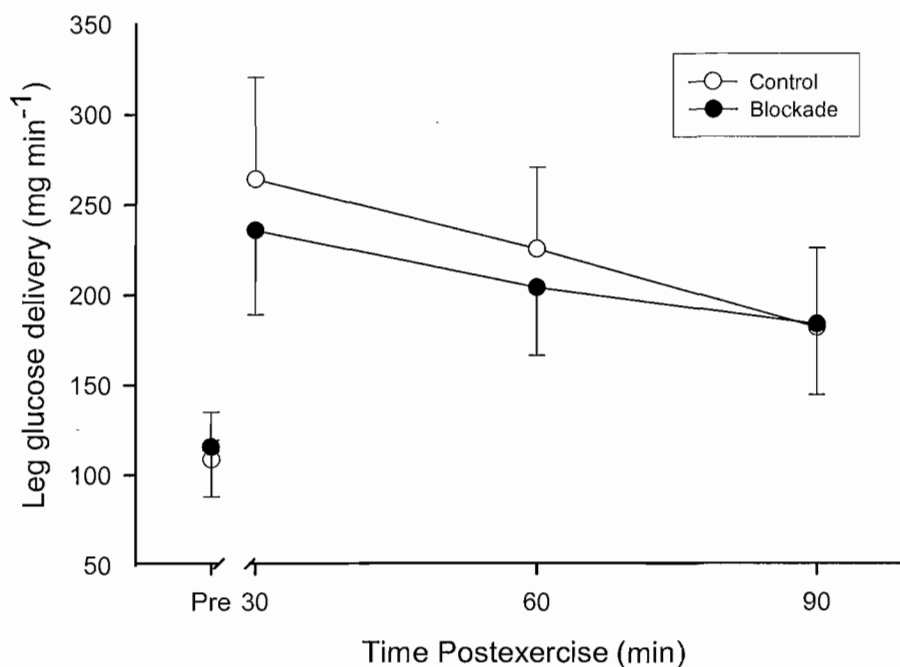 350
300
250
200
150
100
50
Leg glucose delivery (mg min⁻¹)
Control
Blockade
Pre 30 60 90
Time Postexercise (min)